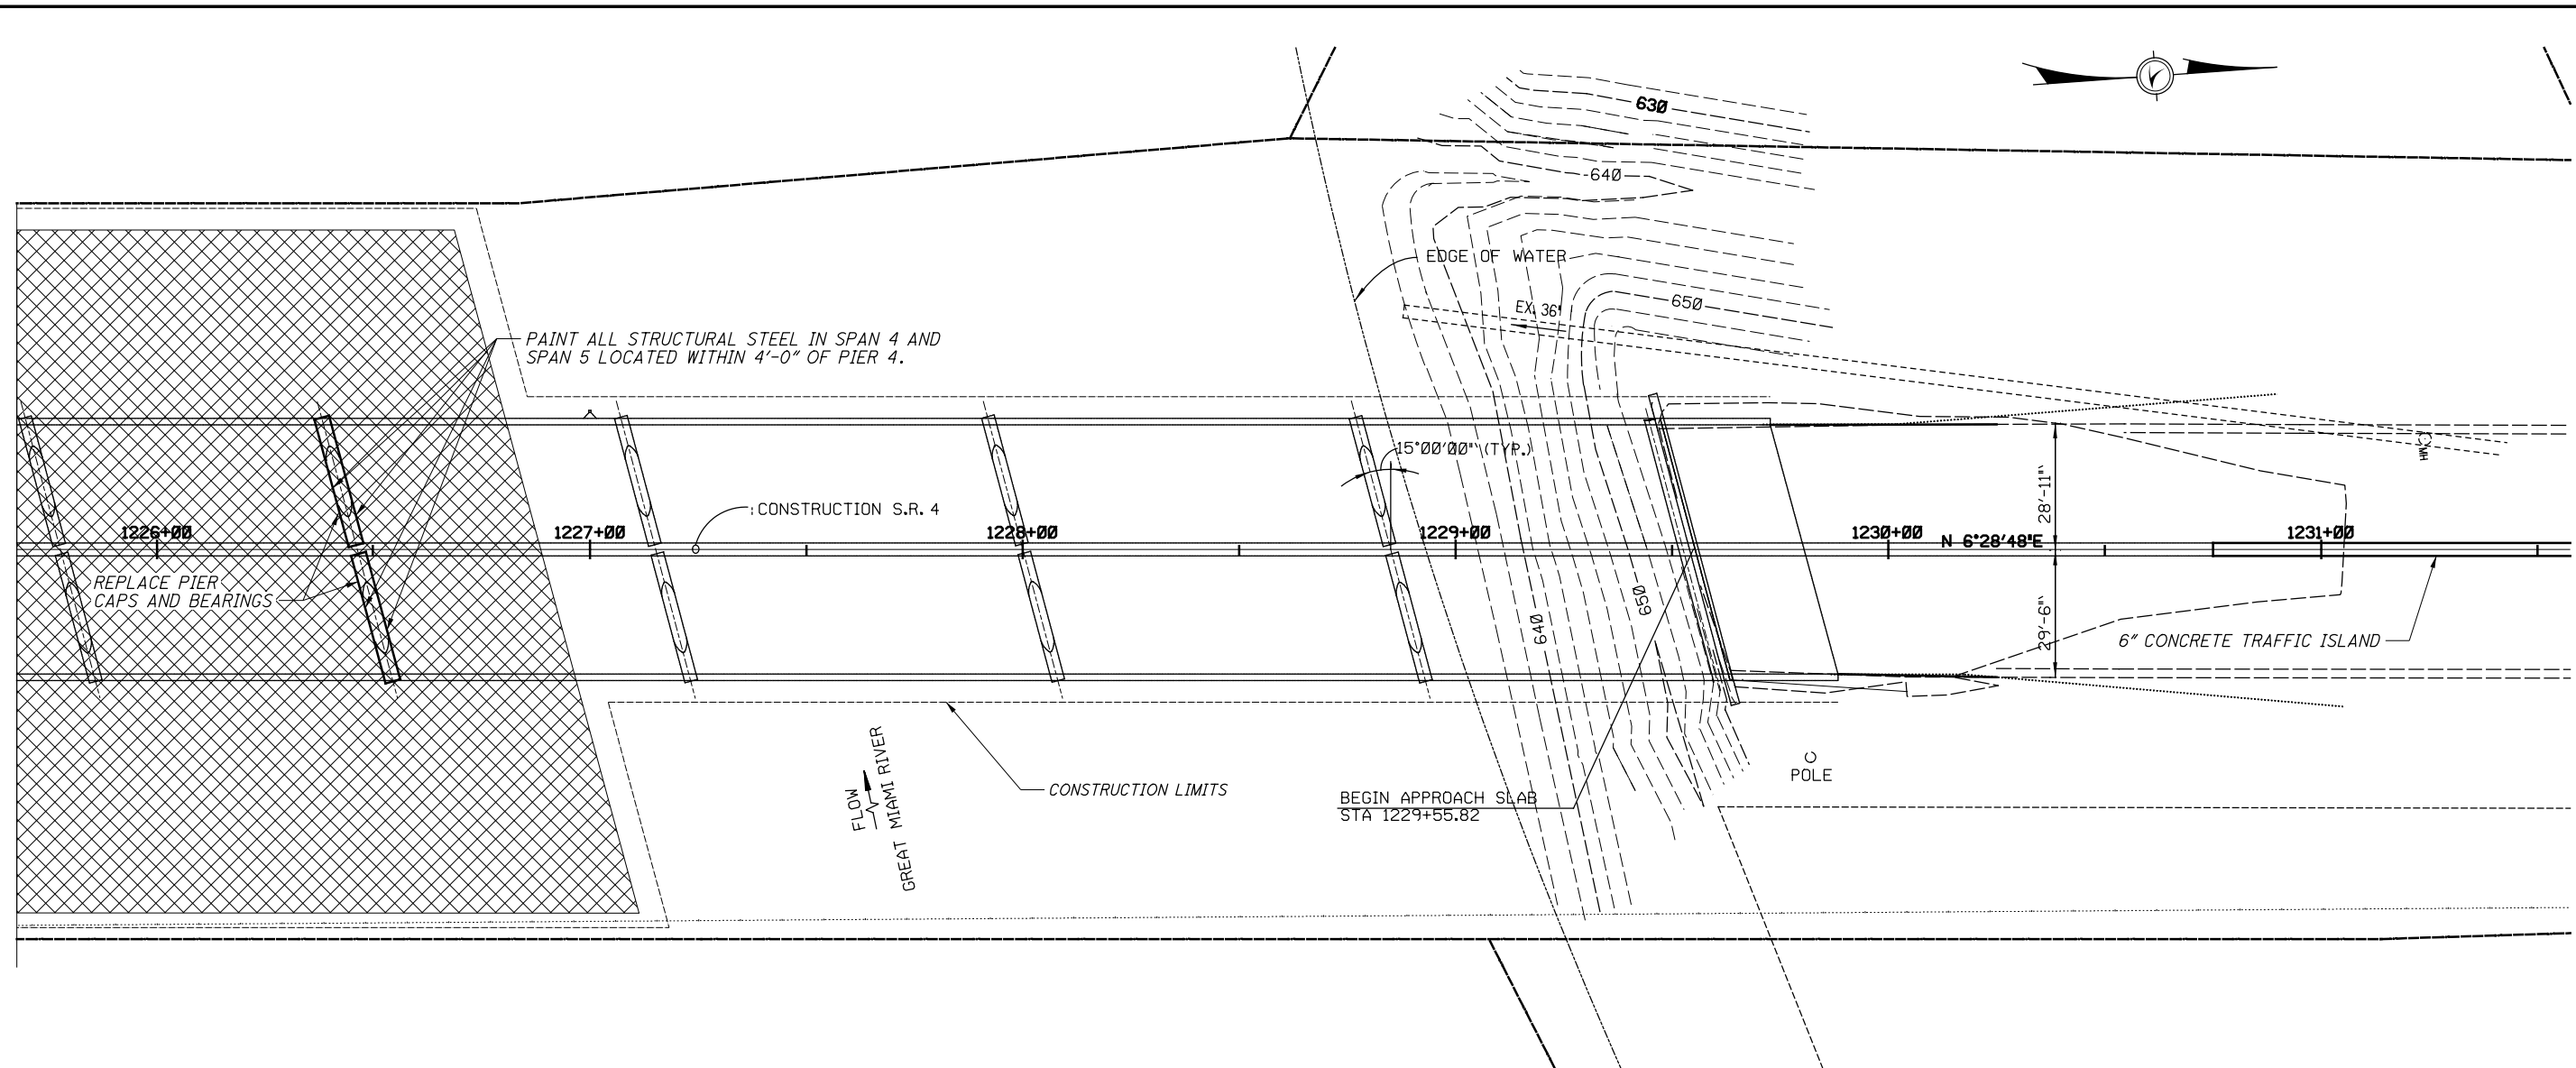 630
640
EDGE OF WATER
EX. 36"
650
PAINT ALL STRUCTURAL STEEL IN SPAN 4 AND
SPAN 5 LOCATED WITHIN 4'-0" OF PIER 4.
15°00'00" (TYP.)
MH
28'-11"
CONSTRUCTION S.R. 4
1226+00
1227+00
1228+00
1229+00
1230+00
N 6°28'48"E
1231+00
REPLACE PIER
CAPS AND BEARINGS
650
640
29'-6"
6" CONCRETE TRAFFIC ISLAND
FLOW
GREAT MIAMI RIVER
CONSTRUCTION LIMITS
POLE
BEGIN APPROACH SLAB
STA 1229+55.82